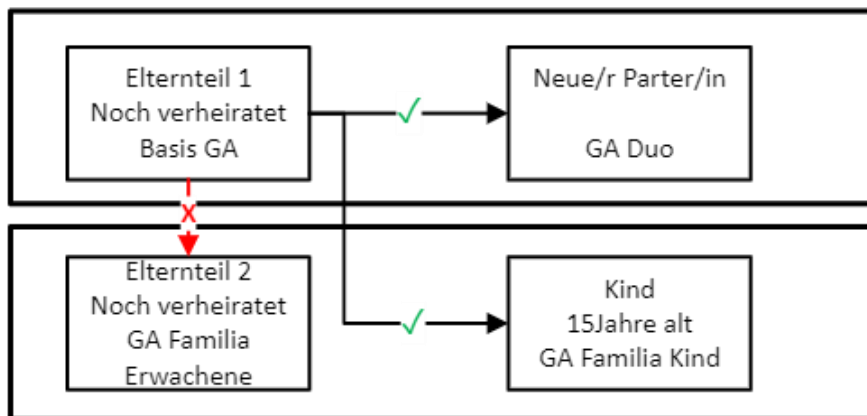 Elternteil 1
Noch verheiratet
Basis GA
Neue/r Parter/in
GA Duo
x
Elternteil 2
Noch verheiratet
GA Familia
Erwachene
Kind
15Jahre alt
GA Familia Kind